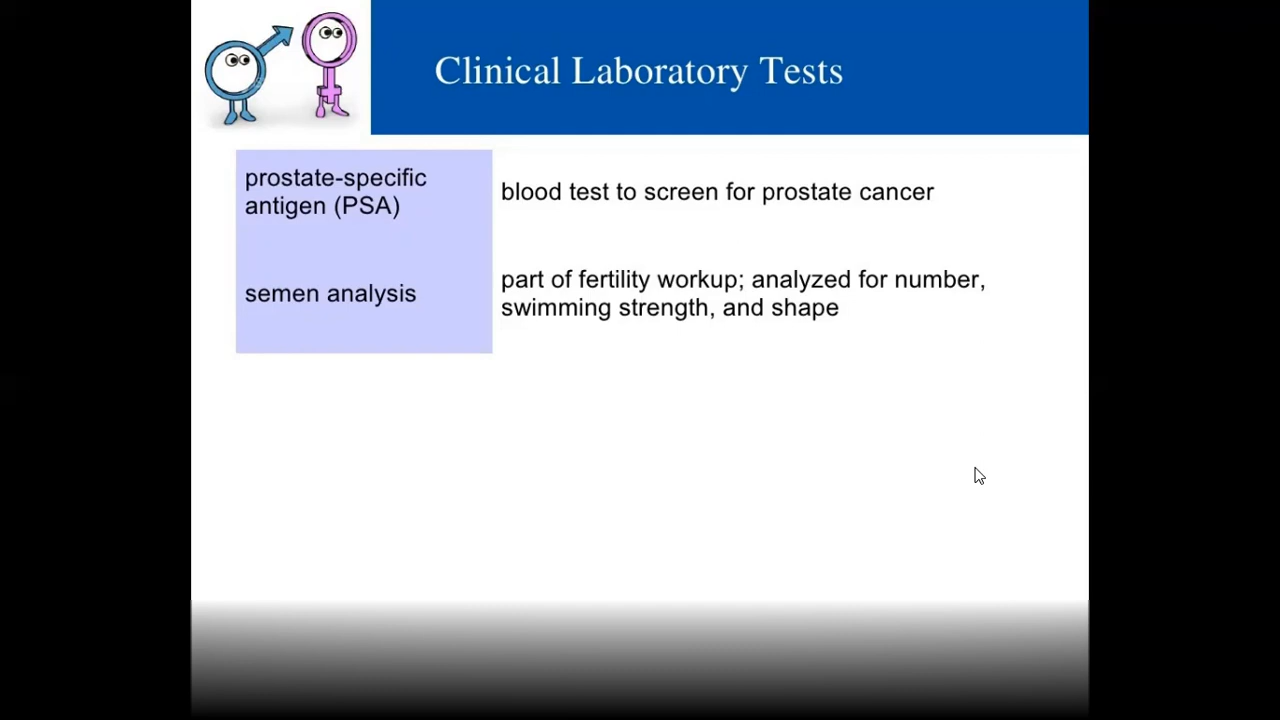 Clinical Laboratory Tests
prostate-specific
antigen (PSA)
blood test to screen for prostate cancer
semen analysis
part of fertility workup; analyzed for number,
swimming strength, and shape